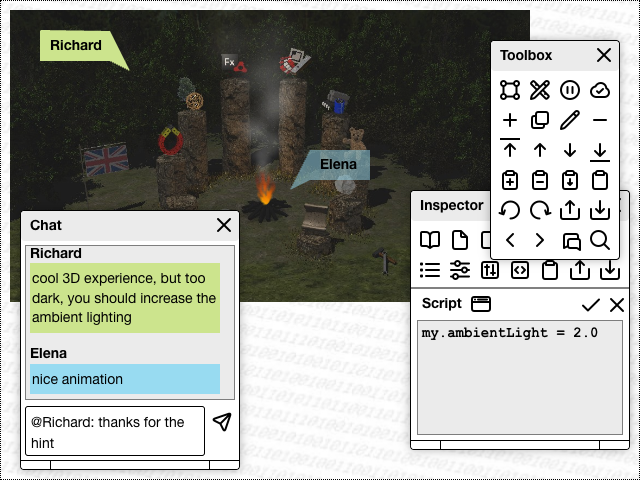 Richard
Fx
Elena
Toolbox
Inspector
Chat
Richard
cool 3D experience, but too
dark, you should increase the
ambient lighting
Elena
nice animation
@Richard: thanks for the
hint
Script
my.ambientLight = 2.0